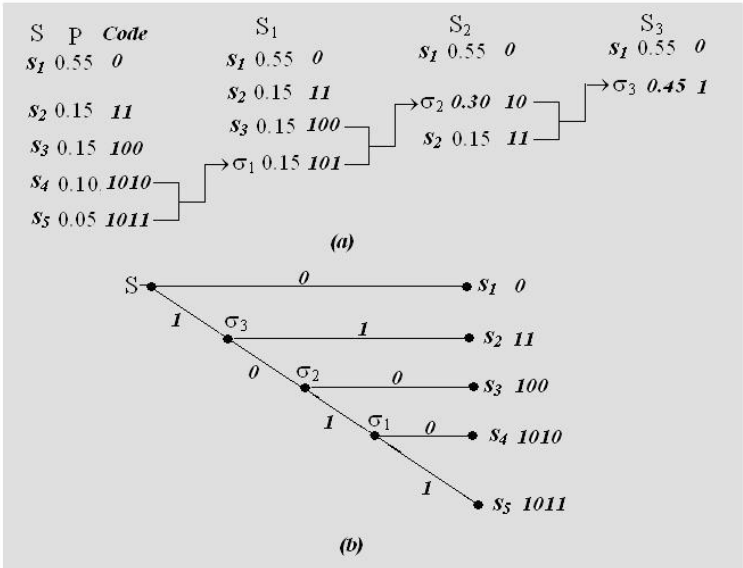 S P Code S₁ S₂ S₃
s₁ 0.55 0 s₁ 0.55 0 s₁ 0.55 0 s₁ 0.55 0
s₂ 0.15 11 s₂ 0.15 11 σ₂ 0.30 10 σ₃ 0.45 1
s₃ 0.15 100 s₃ 0.15 100 s₂ 0.15 11
s₄ 0.10 1010 σ₁ 0.15 101
s₅ 0.05 1011
(a)
S 0 s₁ 0
1 σ₃ 1 s₂ 11
0 σ₂ 0 s₃ 100
1 σ₁ 0 s₄ 1010
1 s₅ 1011
(b)